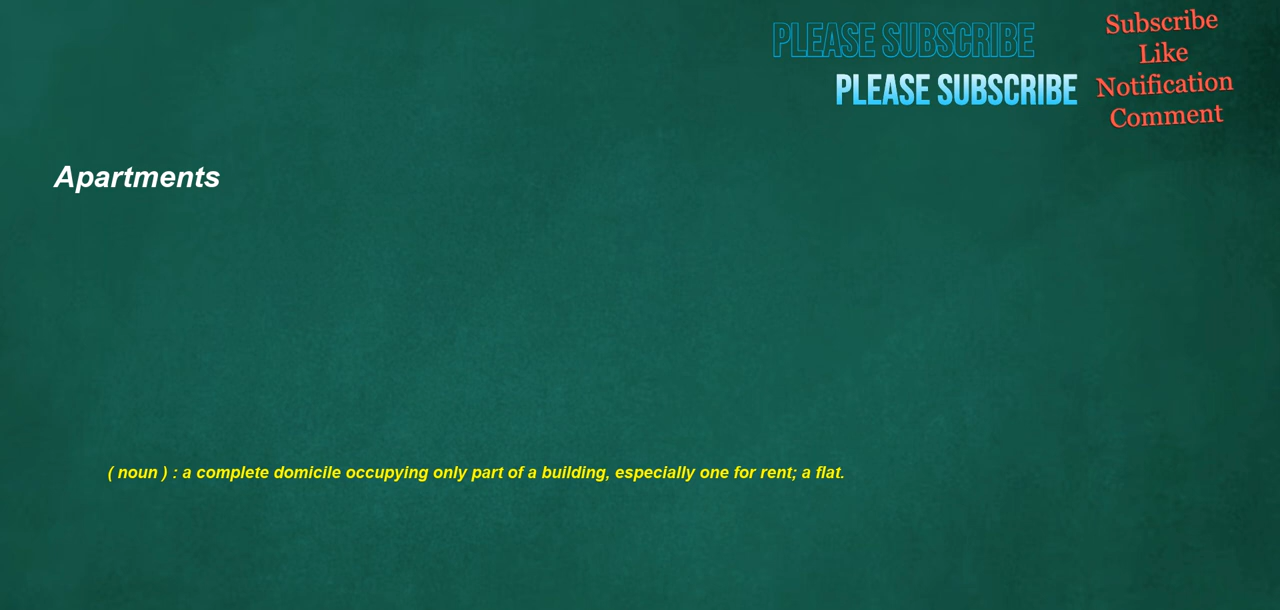 PLEASE SUBSCRIBE
PLEASE SUBSCRIBE
Subscribe
Like
Notification
Comment
Apartments
( noun ) : a complete domicile occupying only part of a building, especially one for rent; a flat.